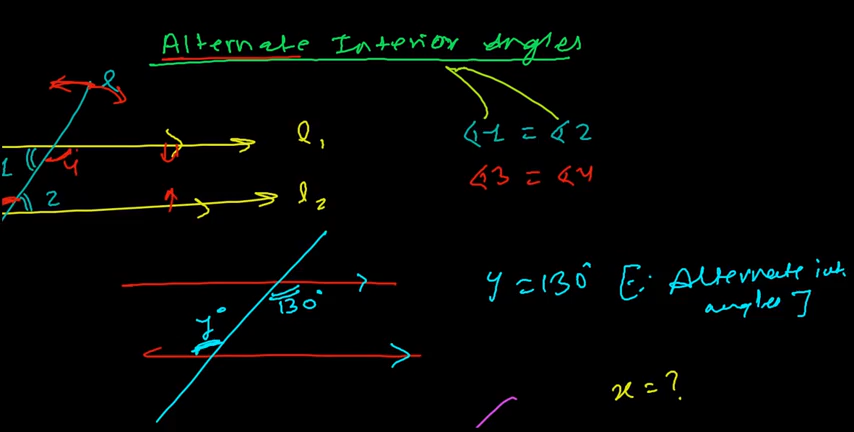 Alternate Interior Angles
l
l₁
∢1 = ∢2
1
4
∢3 = ∢4
2
l₂
y = 130° [∵ Alternate int.
angles]
130°
y°
x = ?